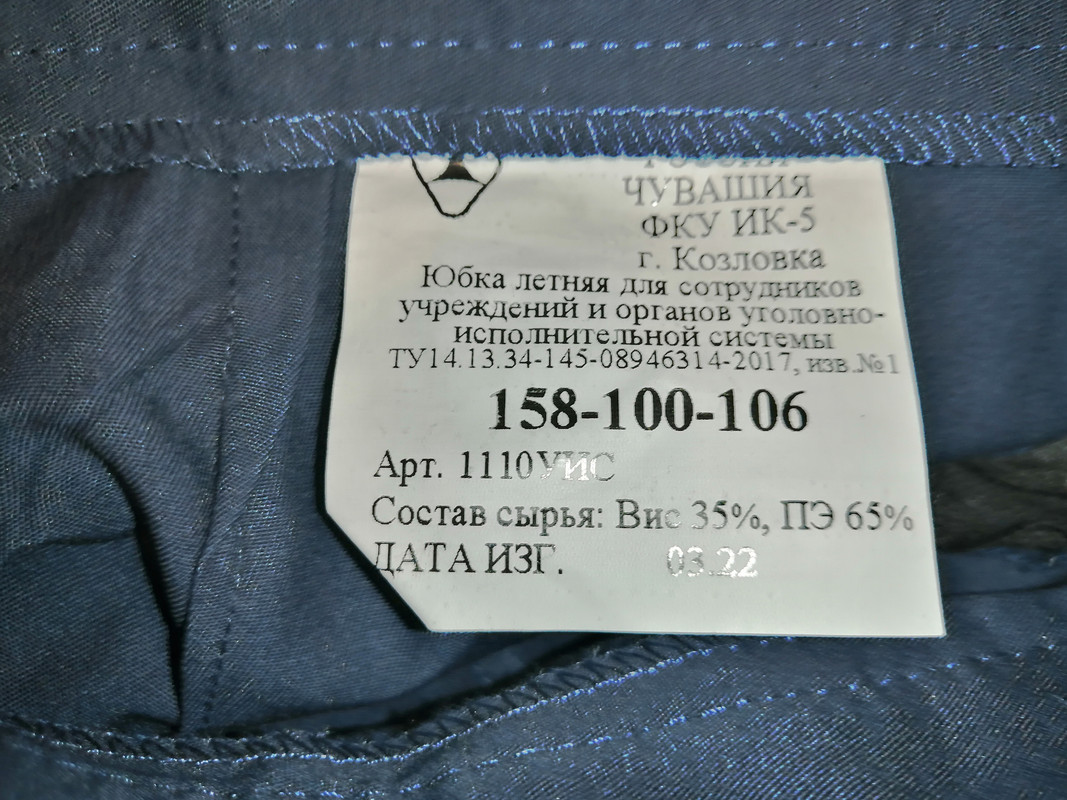 ЧУВАШИЯ
ФКУ ИК-5
г. Козловка
Юбка летняя для сотрудников
учреждений и органов уголовно-
исполнительной системы
ТУ14.13.34-145-08946314-2017, изв.№1
158-100-106
Арт. 1110УИС
Состав сырья: Вис 35%, ПЭ 65%
ДАТА ИЗГ. 03.22